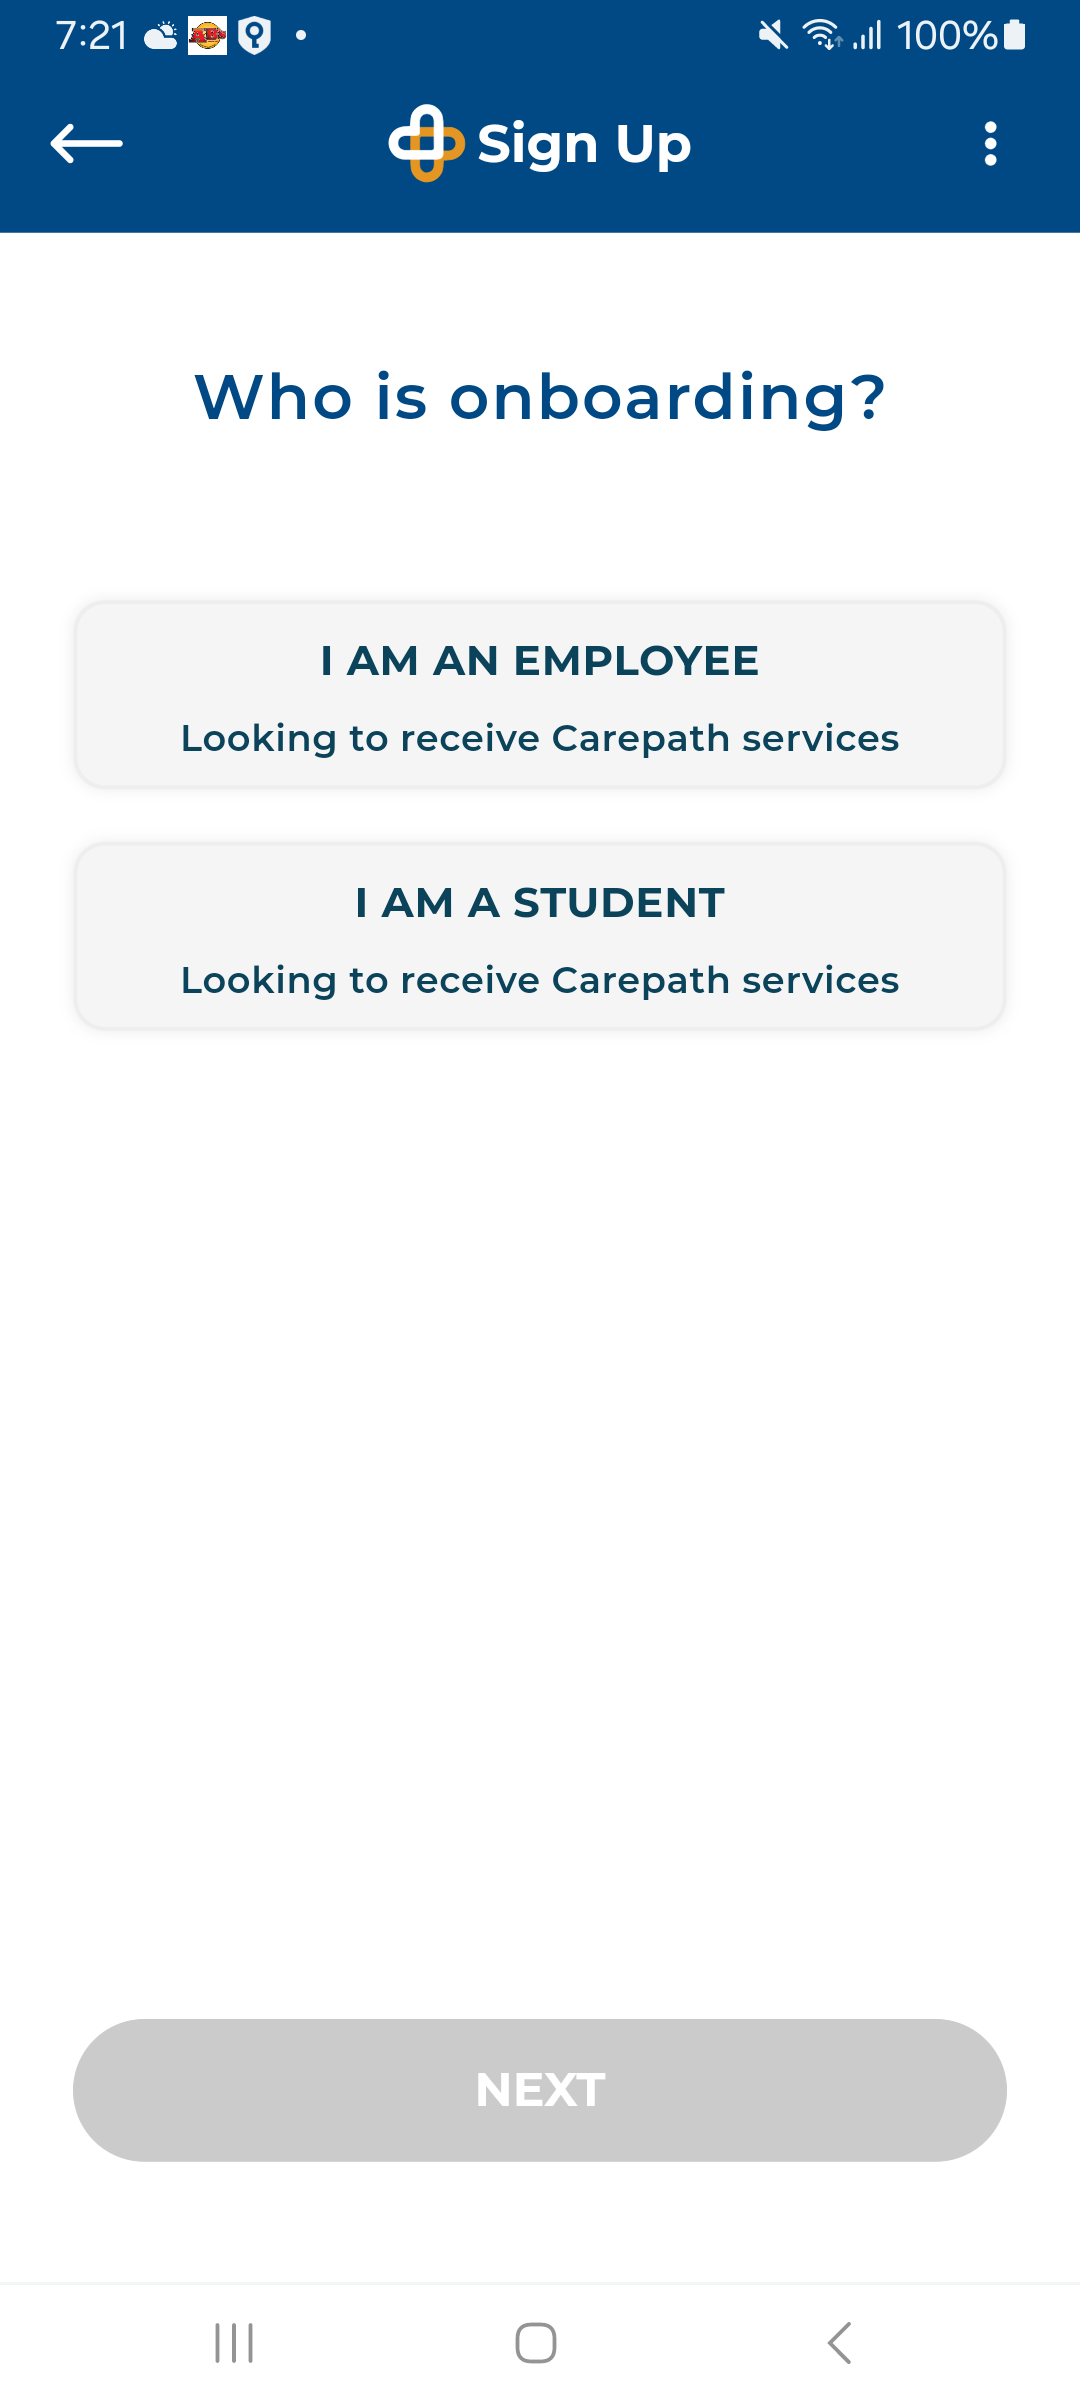 7:21
100%
Sign Up
Who is onboarding?
I AM AN EMPLOYEE
Looking to receive Carepath services
I AM A STUDENT
Looking to receive Carepath services
NEXT